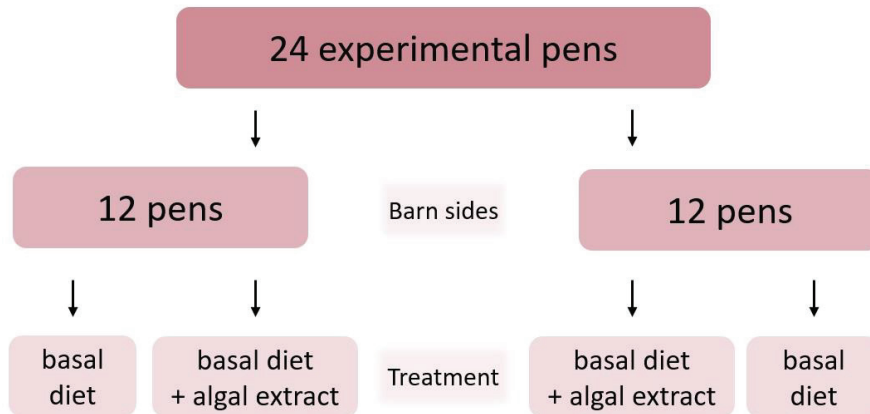 24 experimental pens
12 pens
Barn sides
12 pens
basal
diet
basal diet
+ algal extract
Treatment
basal diet
+ algal extract
basal
diet